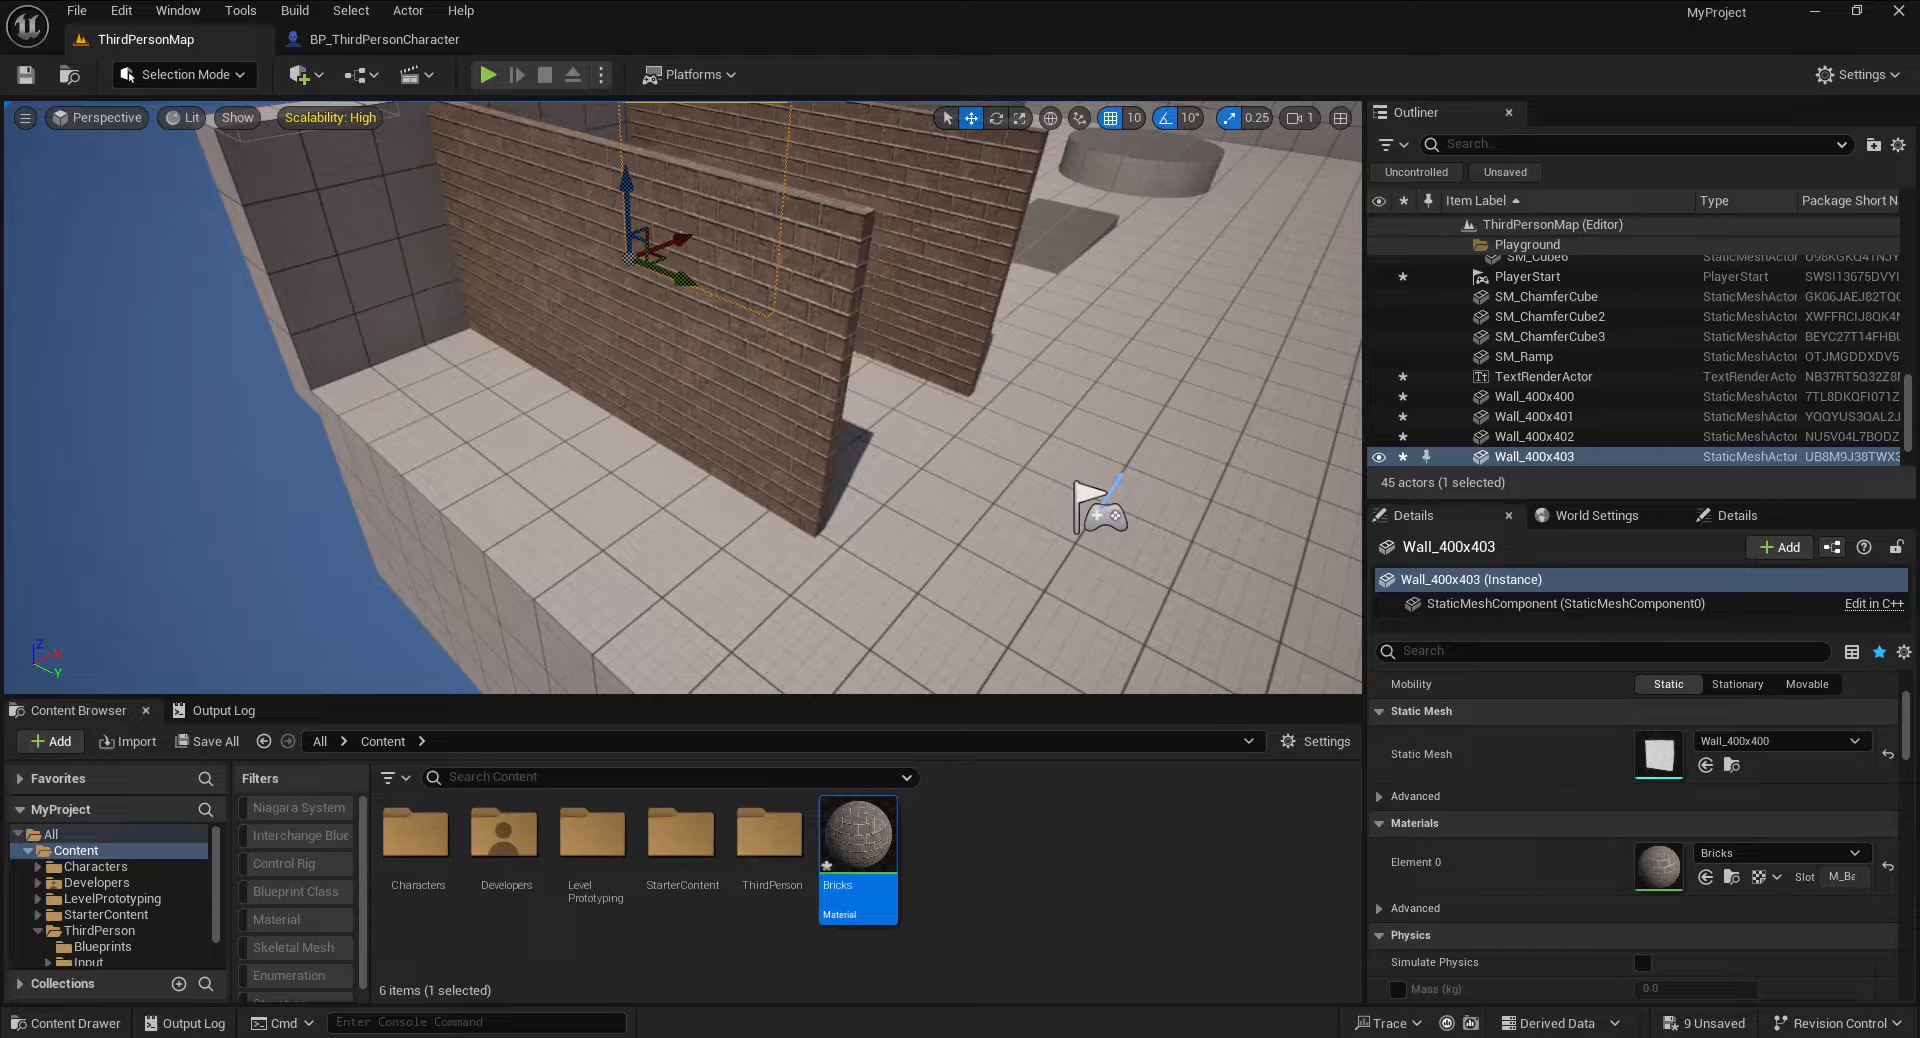 File Edit Window Tools Build Select Actor Help
MyProject
ThirdPersonMap
BP_ThirdPersonCharacter
Selection Mode
Platforms
Settings
Perspective Lit Show Scalability: High
10 10° 0.25 1
Z X Y
Outliner
Search...
Uncontrolled Unsaved
Item Label Type Package Short N
ThirdPersonMap (Editor)
Playground
SM_Cube6 StaticMeshActor
PlayerStart PlayerStart SWSI13675DVYI
SM_ChamferCube StaticMeshActor GK06JAEJ82TQ
SM_ChamferCube2 StaticMeshActor XWFFRCIJ8QK4
SM_ChamferCube3 StaticMeshActor BEYC27T14FHB
SM_Ramp StaticMeshActor OTJMGDDXDV5
TextRenderActor TextRenderActo NB37RT5Q32Z8
Wall_400x400 StaticMeshActor 7TL8DKQFI071Z
Wall_400x401 StaticMeshActor YQQYUS3QAL2J
Wall_400x402 StaticMeshActor NU5V04L7BODZ
Wall_400x403 StaticMeshActor UB8M9J38TWX3
45 actors (1 selected)
Details World Settings Details
Wall_400x403
Add
Wall_400x403 (Instance)
StaticMeshComponent (StaticMeshComponent0) Edit in C++
Search
Mobility Static Stationary Movable
Static Mesh
Static Mesh Wall_400x400
Advanced
Materials
Element 0 Bricks
Slot M_Ba
Advanced
Physics
Simulate Physics
Mass (kg) 0.0
Content Browser Output Log
Add Import Save All All Content Settings
Favorites
MyProject
All
Content
Characters
Developers
LevelPrototyping
StarterContent
ThirdPerson
Blueprints
Input
Collections
Filters
Niagara System
Interchange Blue
Control Rig
Blueprint Class
Material
Skeletal Mesh
Enumeration
Search Content
Characters Developers Level Prototyping StarterContent ThirdPerson Bricks
Material
6 items (1 selected)
Content Drawer Output Log Cmd Enter Console Command
Trace Derived Data 9 Unsaved Revision Control